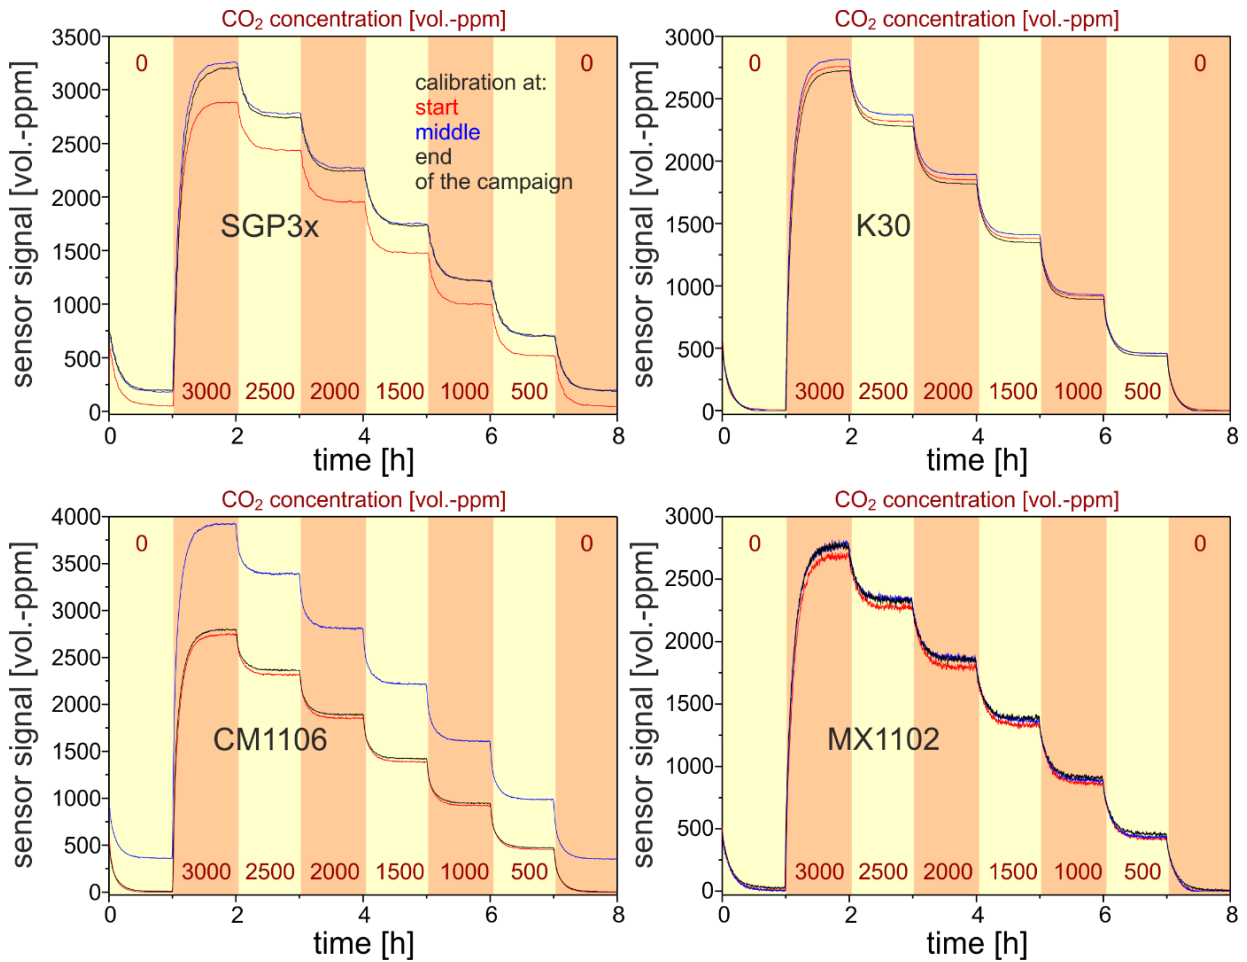 CO₂ concentration [vol.-ppm]
3500
3000
2500
2000
1500
1000
500
0
sensor signal [vol.-ppm]
0
0
calibration at:
start
middle
end
of the campaign
SGP3x
3000 2500 2000 1500 1000 500
0 2 4 6 8
time [h]
CO₂ concentration [vol.-ppm]
3000
2500
2000
1500
1000
500
0
sensor signal [vol.-ppm]
0
0
K30
3000 2500 2000 1500 1000 500
0 2 4 6 8
time [h]
CO₂ concentration [vol.-ppm]
4000
3500
3000
2500
2000
1500
1000
500
0
sensor signal [vol.-ppm]
0
0
CM1106
3000 2500 2000 1500 1000 500
0 2 4 6 8
time [h]
CO₂ concentration [vol.-ppm]
3000
2500
2000
1500
1000
500
0
sensor signal [vol.-ppm]
0
0
MX1102
3000 2500 2000 1500 1000 500
0 2 4 6 8
time [h]